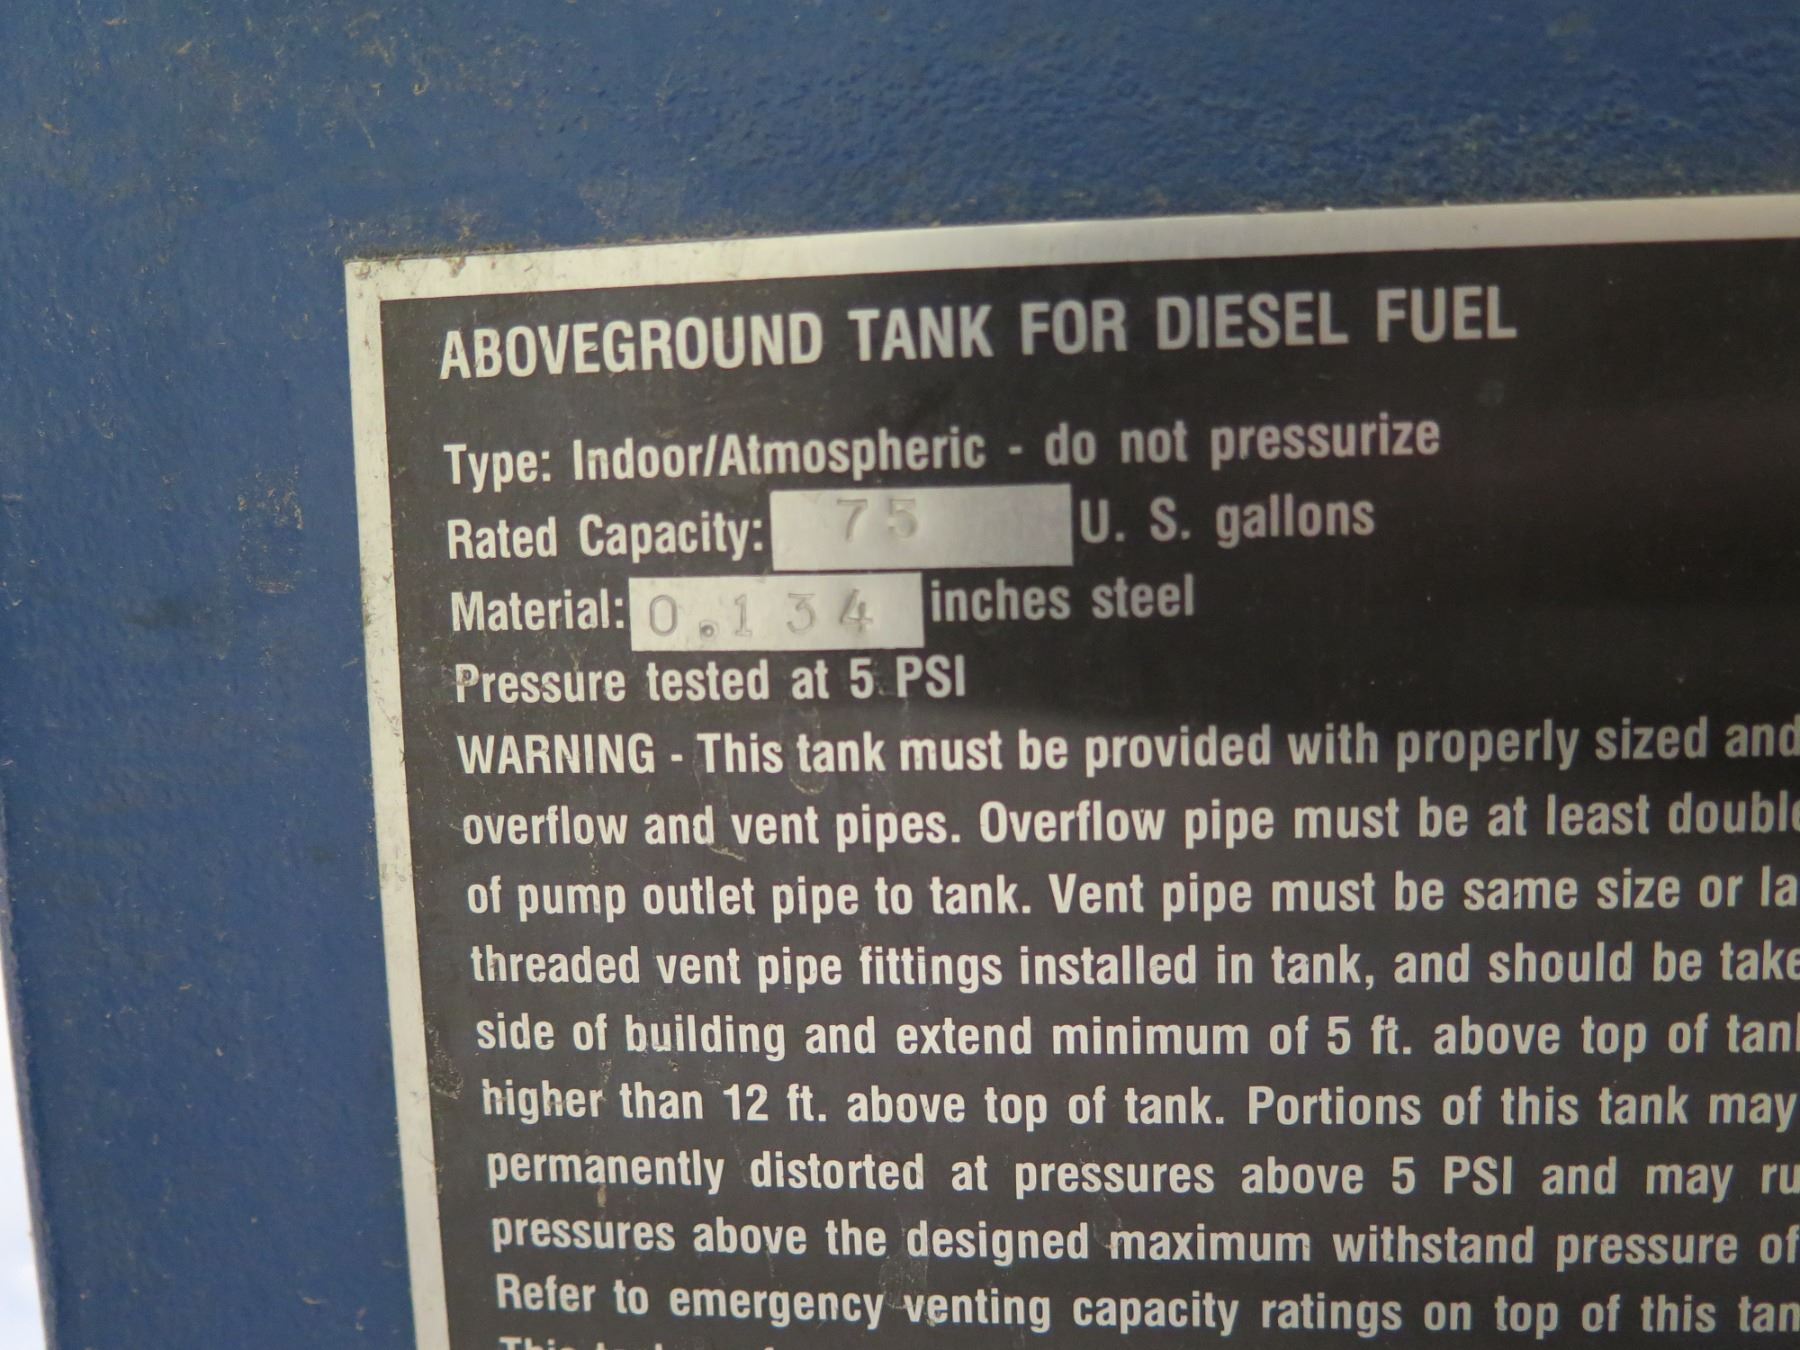 ABOVEGROUND TANK FOR DIESEL FUEL
Type: Indoor/Atmospheric - do not pressurize
Rated Capacity: 75 U. S. gallons
Material: 0.134 inches steel
Pressure tested at 5 PSI
WARNING - This tank must be provided with properly sized and
overflow and vent pipes. Overflow pipe must be at least double
of pump outlet pipe to tank. Vent pipe must be same size or la
threaded vent pipe fittings installed in tank, and should be take
side of building and extend minimum of 5 ft. above top of tank
higher than 12 ft. above top of tank. Portions of this tank may
permanently distorted at pressures above 5 PSI and may ru
pressures above the designed maximum withstand pressure of
Refer to emergency venting capacity ratings on top of this tan